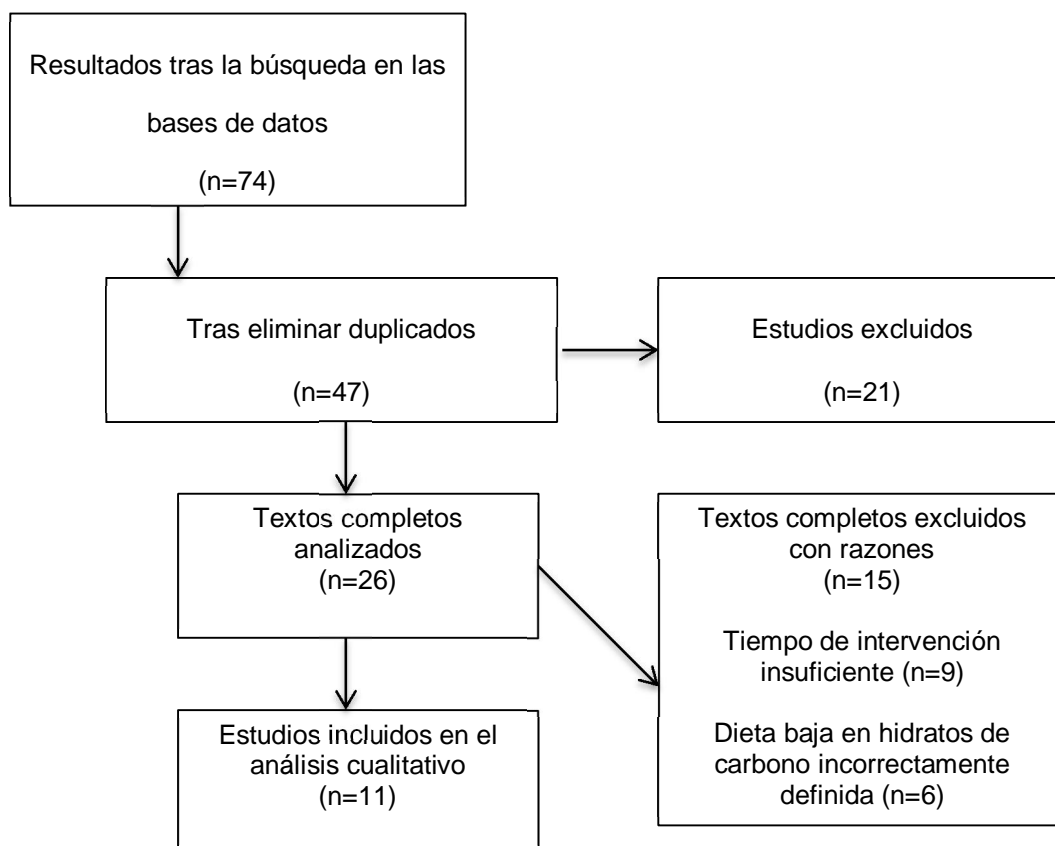 Resultados tras la búsqueda en las
bases de datos
(n=74)
Tras eliminar duplicados
(n=47)
Estudios excluidos
(n=21)
Textos completos
analizados
(n=26)
Textos completos excluidos
con razones
(n=15)
Tiempo de intervención
insuficiente (n=9)
Dieta baja en hidratos de
carbono incorrectamente
definida (n=6)
Estudios incluidos en el
análisis cualitativo
(n=11)